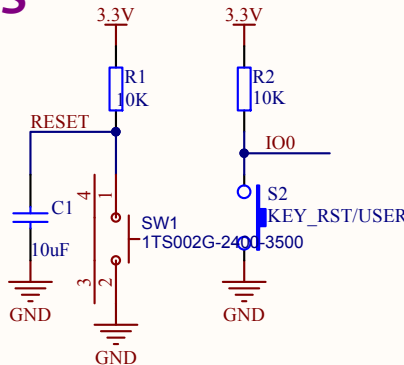 S
3.3V
3.3V
R1
10K
R2
10K
RESET
IO0
C1
10uF
4
1
3
2
SW1
1TS002G-2400-3500
S2
KEY_RST/USER
GND
GND
GND